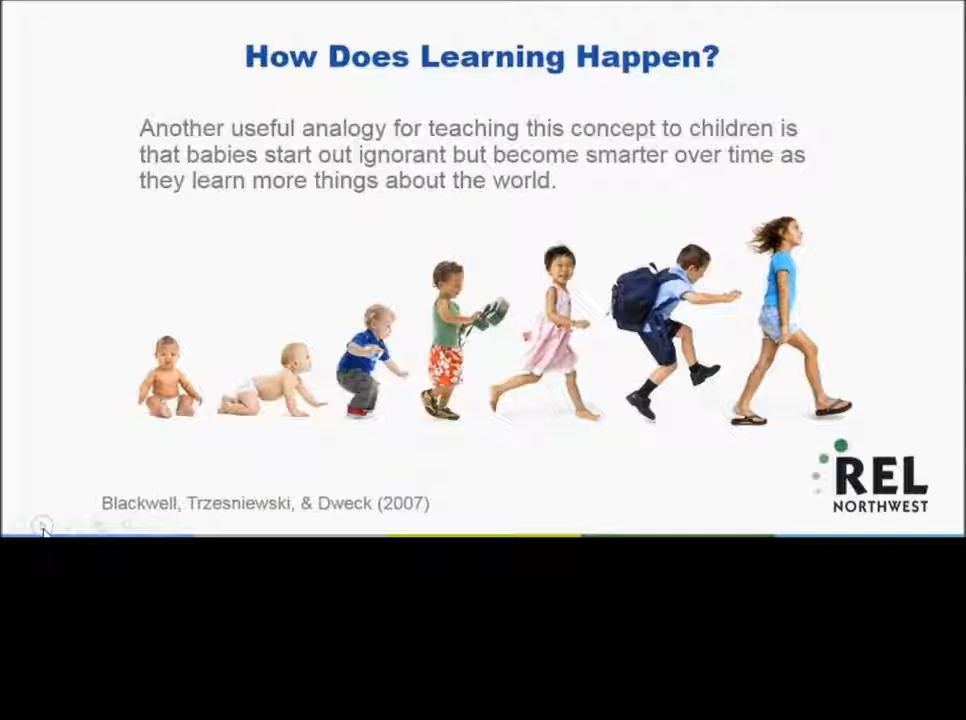 How Does Learning Happen?
Another useful analogy for teaching this concept to children is
that babies start out ignorant but become smarter over time as
they learn more things about the world.
Blackwell, Trzesniewski, & Dweck (2007)
REL
NORTHWEST